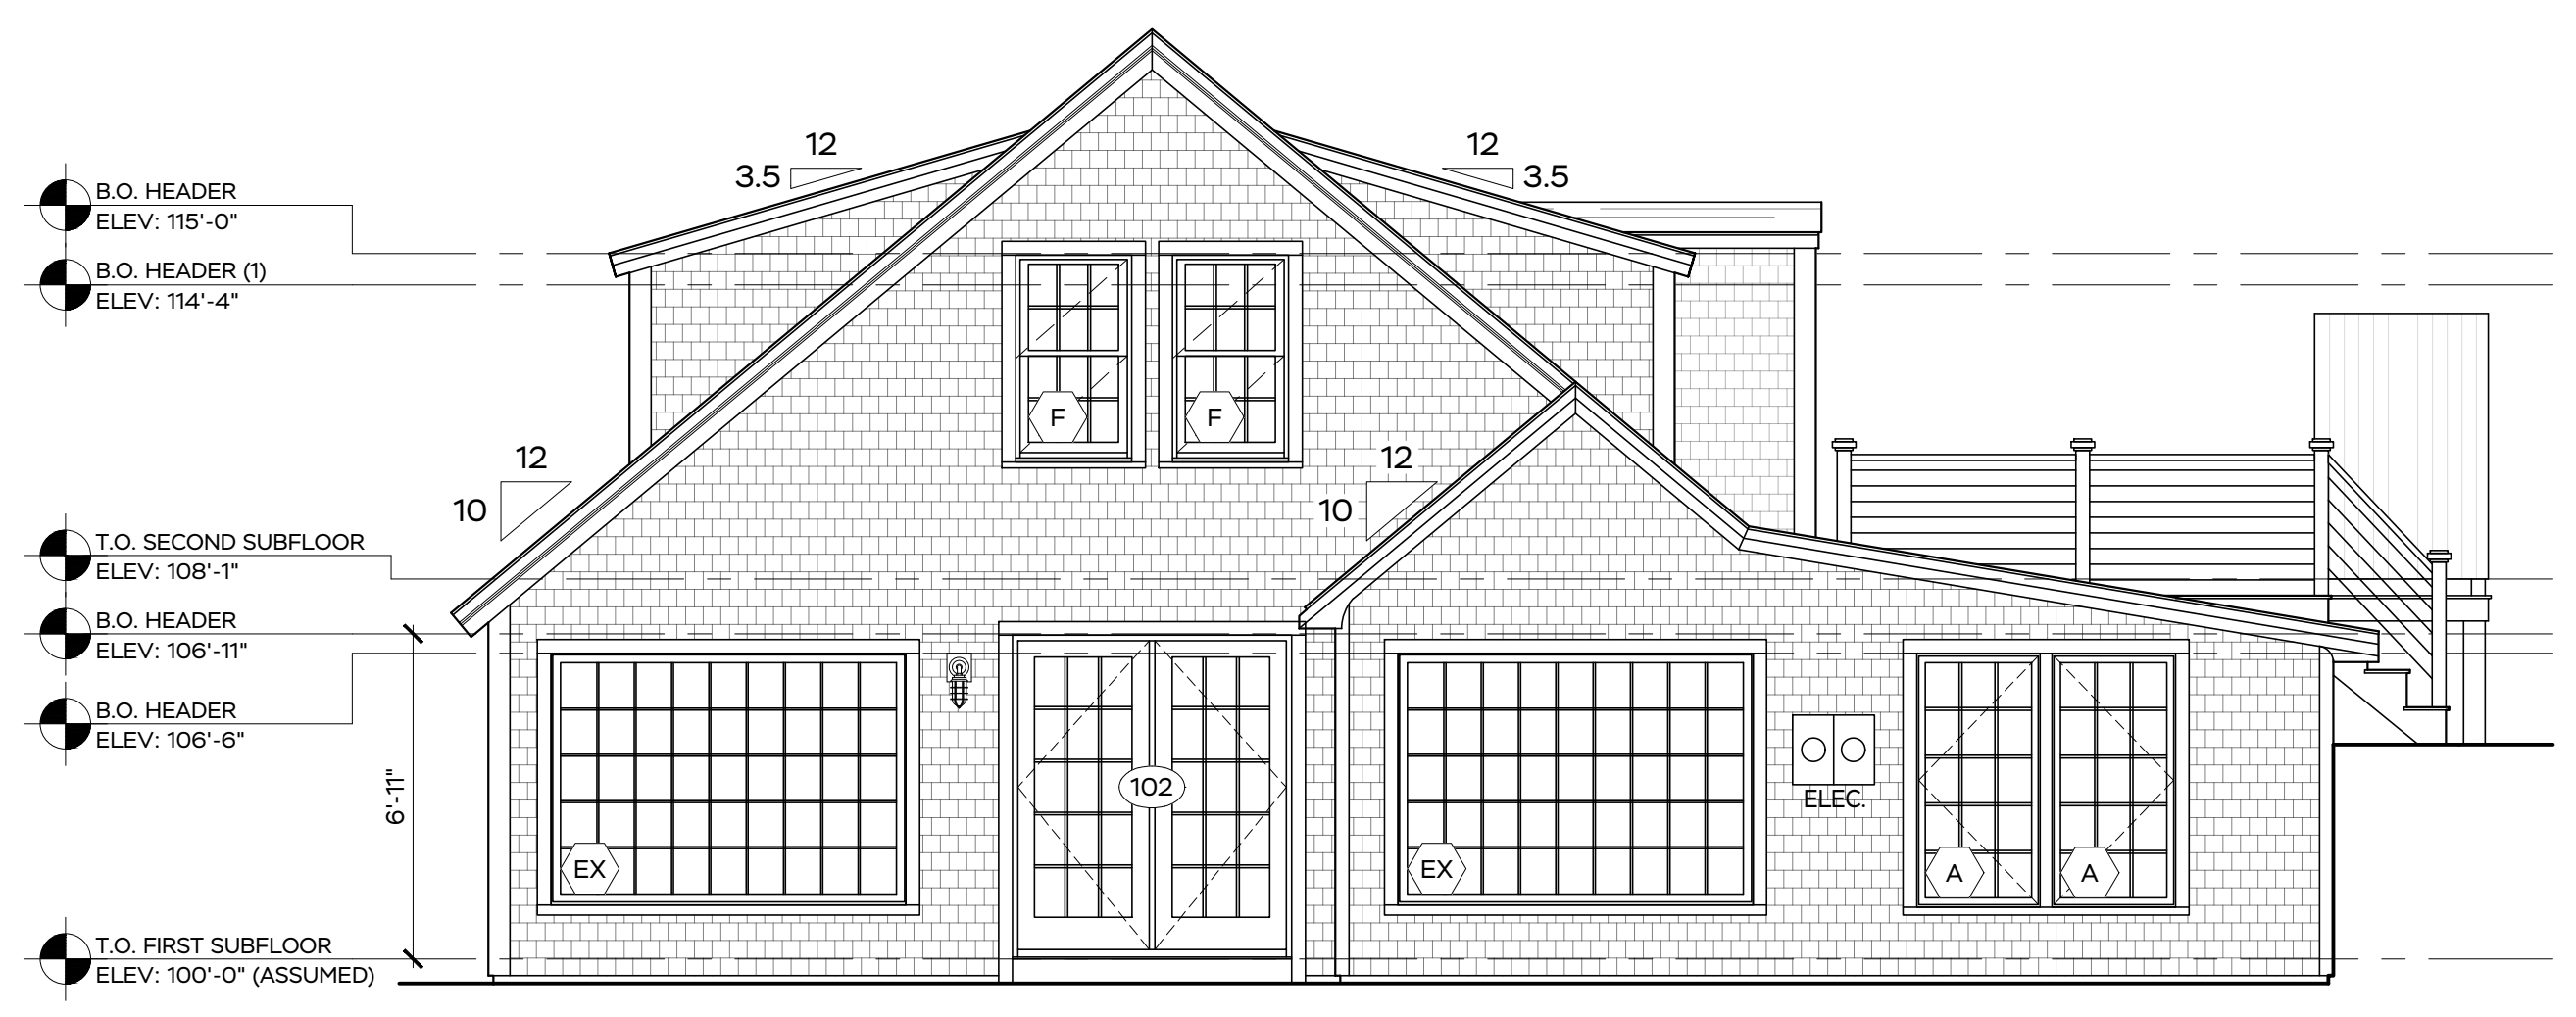 12
3.5
12
3.5
B.O. HEADER
ELEV: 115'-0"
B.O. HEADER (1)
ELEV: 114'-4"
F
F
12
10
12
10
T.O. SECOND SUBFLOOR
ELEV: 108'-1"
B.O. HEADER
ELEV: 106'-11"
B.O. HEADER
ELEV: 106'-6"
6'-11"
102
ELEC.
EX
EX
A
A
T.O. FIRST SUBFLOOR
ELEV: 100'-0" (ASSUMED)